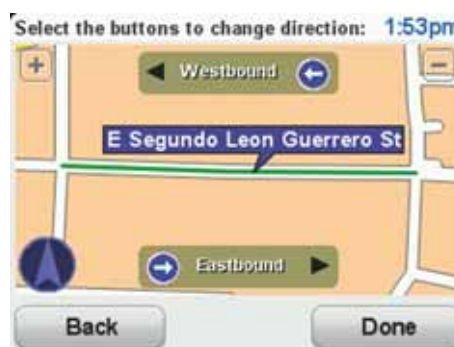 Select the buttons to change direction: 1:53pm
Westbound
E Segundo Leon Guerrero St
Eastbound
Back
Done